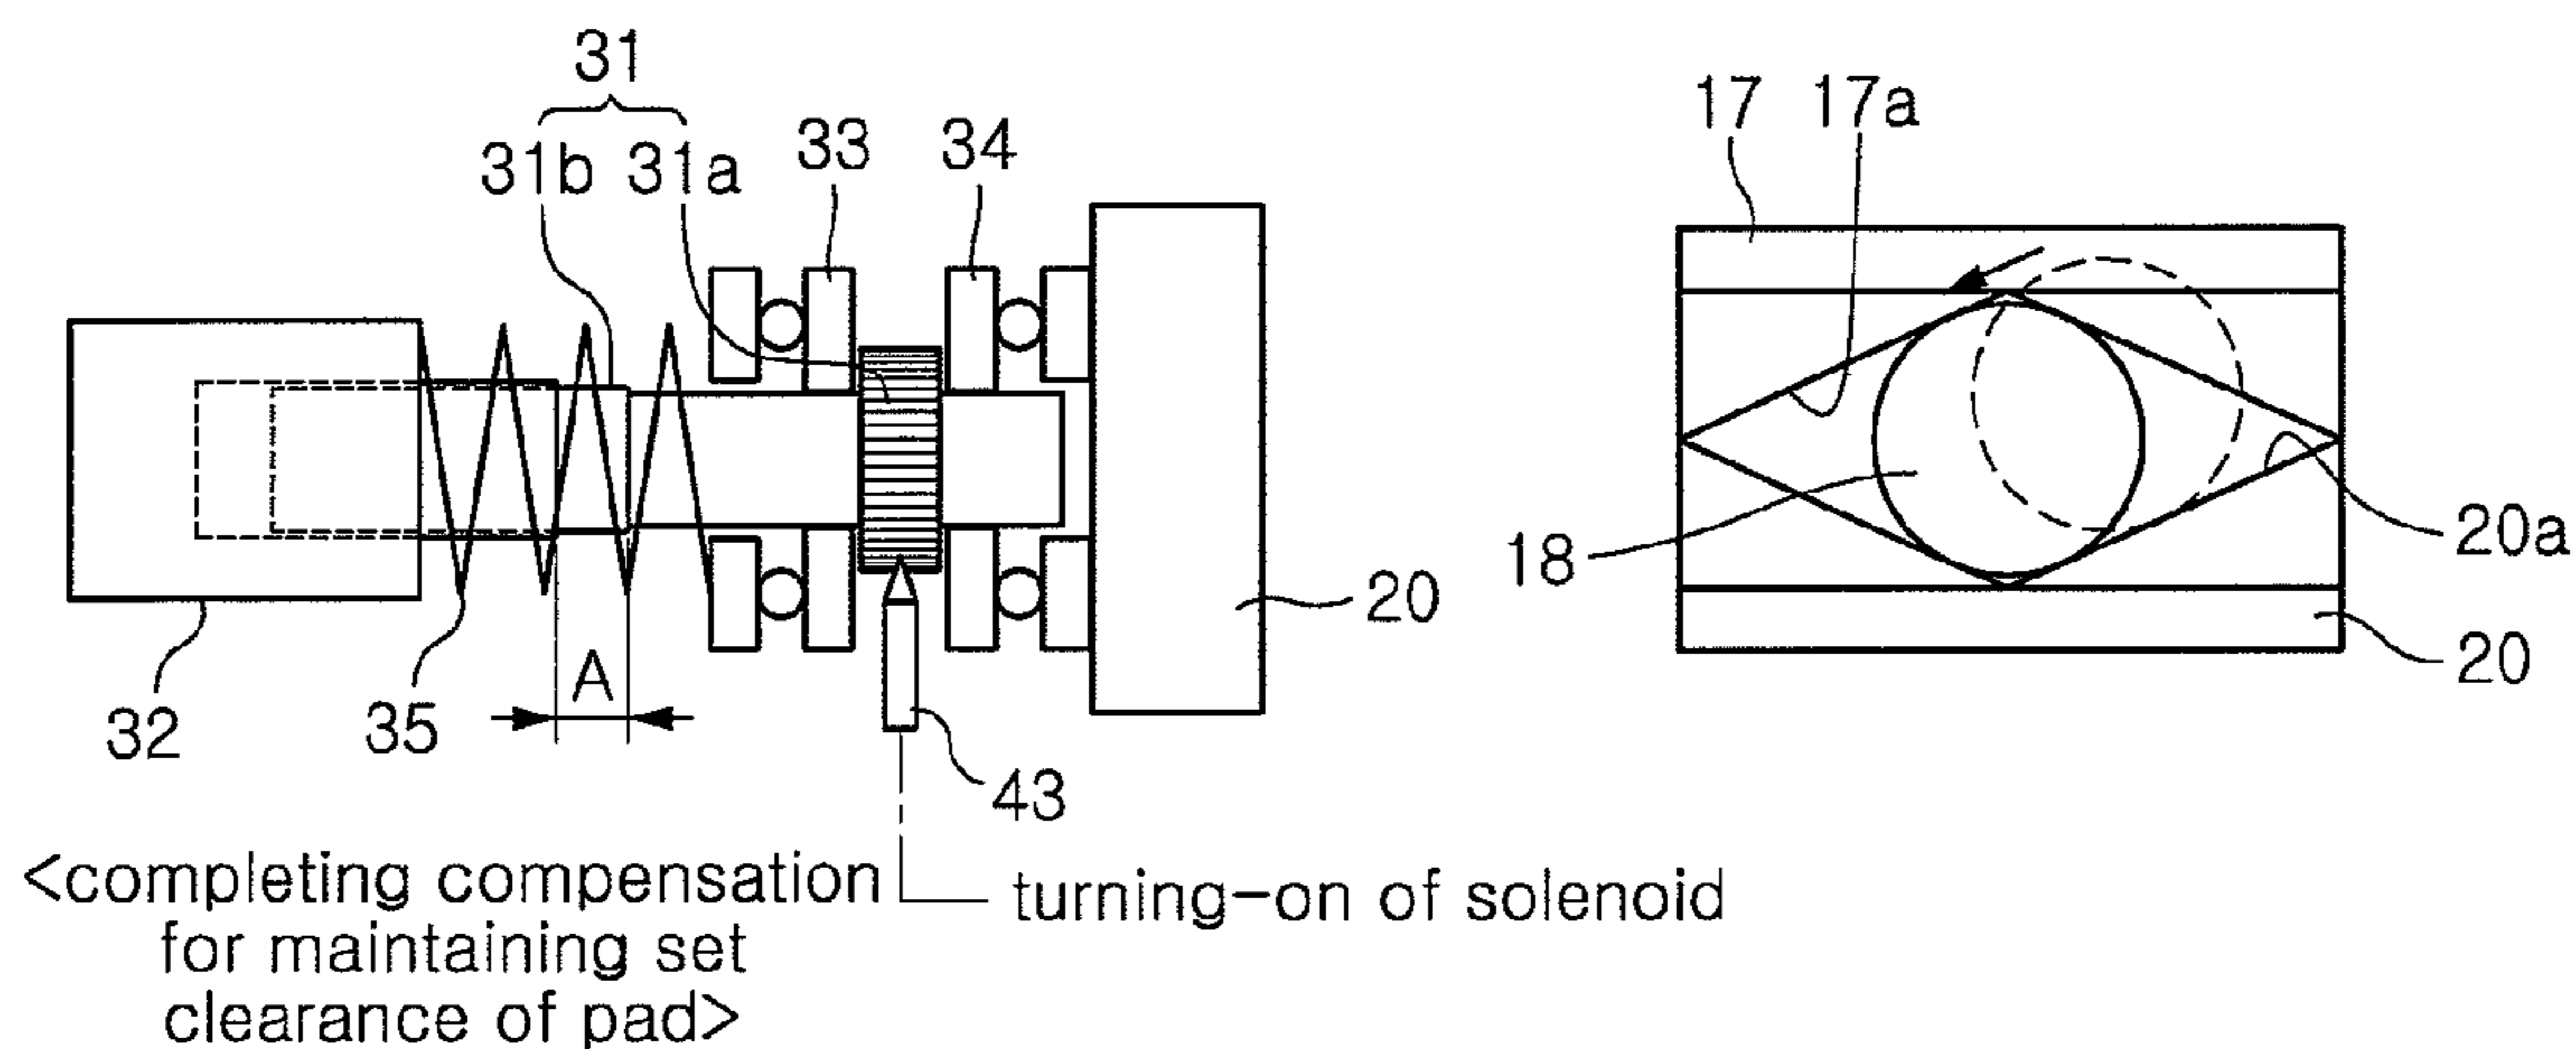 31
31b 31a 33 34
17 17a
18
20a
20
20
32
35
A
43
<completing compensation
for maintaining set
clearance of pad>
turning-on of solenoid